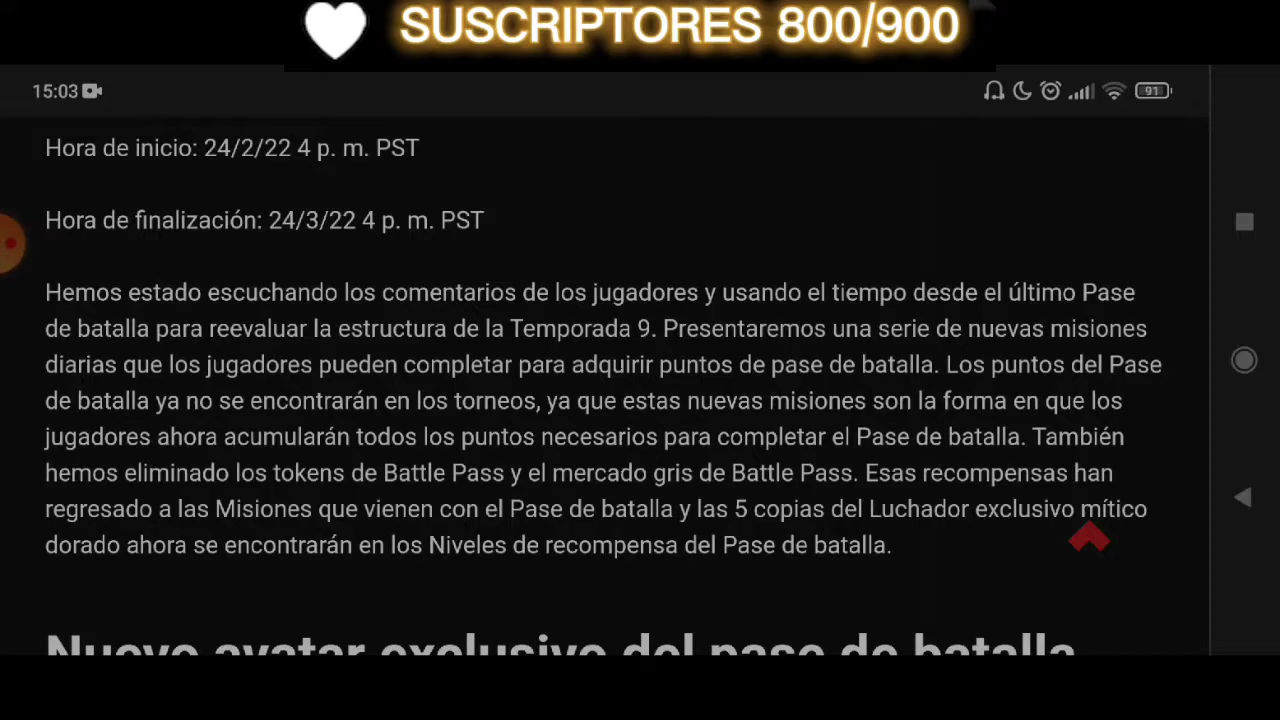 SUSCRIPTORES 800/900
15:03
91
Hora de inicio: 24/2/22 4 p. m. PST
Hora de finalización: 24/3/22 4 p. m. PST
Hemos estado escuchando los comentarios de los jugadores y usando el tiempo desde el último Pase
de batalla para reevaluar la estructura de la Temporada 9. Presentaremos una serie de nuevas misiones
diarias que los jugadores pueden completar para adquirir puntos de pase de batalla. Los puntos del Pase
de batalla ya no se encontrarán en los torneos, ya que estas nuevas misiones son la forma en que los
jugadores ahora acumularán todos los puntos necesarios para completar el Pase de batalla. También
hemos eliminado los tokens de Battle Pass y el mercado gris de Battle Pass. Esas recompensas han
regresado a las Misiones que vienen con el Pase de batalla y las 5 copias del Luchador exclusivo mítico
dorado ahora se encontrarán en los Niveles de recompensa del Pase de batalla.
Nuevo avatar exclusivo del pase de batalla